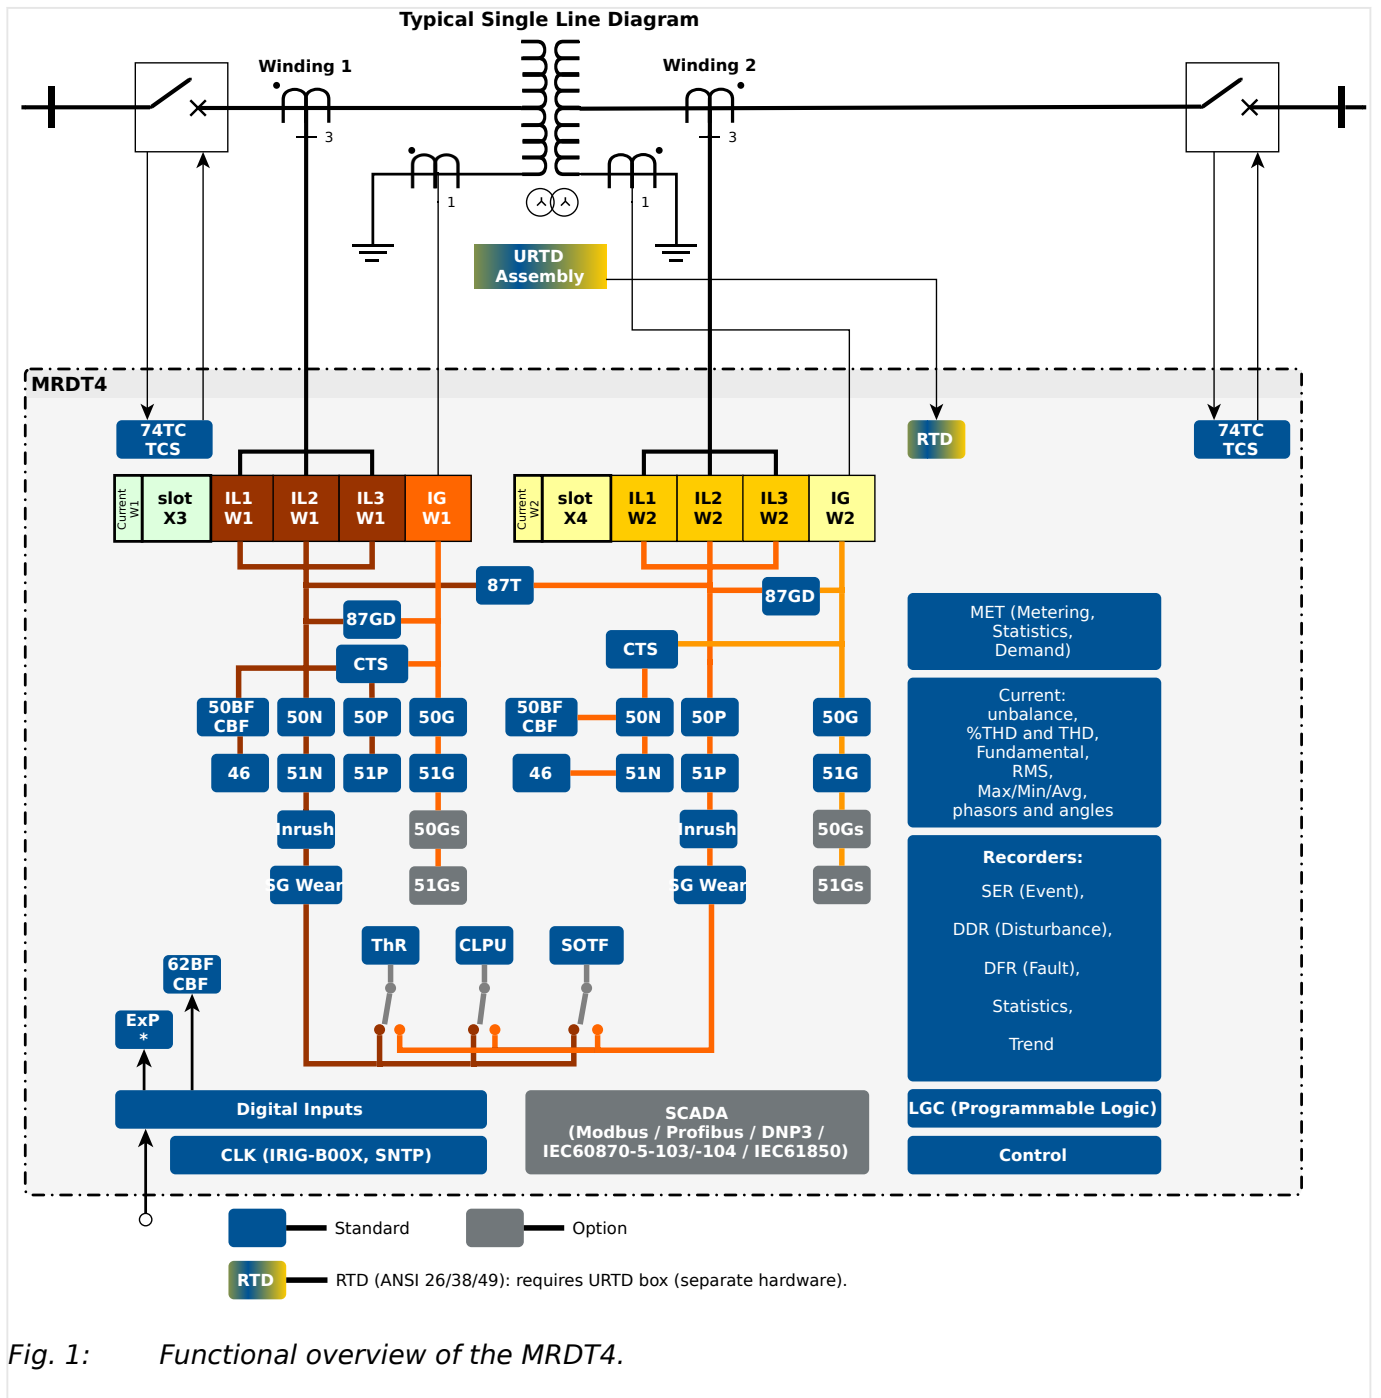 Typical Single Line Diagram
Winding 1
Winding 2
3
3
1
1
URTD
Assembly
MRDT4
74TC
TCS
RTD
74TC
TCS
Current
W1
slot
X3
IL1
W1
IL2
W1
IL3
W1
IG
W1
Current
W2
slot
X4
IL1
W2
IL2
W2
IL3
W2
IG
W2
87T
87GD
87GD
CTS
CTS
50BF
CBF
50N
50P
50G
50BF
CBF
50N
50P
50G
46
51N
51P
51G
46
51N
51P
51G
Inrush
50Gs
Inrush
50Gs
SG Wear
51Gs
SG Wear
51Gs
MET (Metering,
Statistics,
Demand)
Current:
unbalance,
%THD and THD,
Fundamental,
RMS,
Max/Min/Avg,
phasors and angles
Recorders:
SER (Event),
DDR (Disturbance),
DFR (Fault),
Statistics,
Trend
ThR
CLPU
SOTF
62BF
CBF
ExP
*
Digital Inputs
CLK (IRIG-B00X, SNTP)
SCADA
(Modbus / Profibus / DNP3 /
IEC60870-5-103/-104 / IEC61850)
LGC (Programmable Logic)
Control
Standard
Option
RTD
RTD (ANSI 26/38/49): requires URTD box (separate hardware).
Fig. 1: Functional overview of the MRDT4.